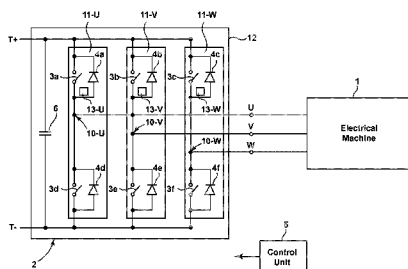 11-U 11-V 11-W
T+ 12
4a 4b 4c
3a 3b 3c
1
6 13-U 13-V 13-W
U
10-U 10-V V Electrical
10-W W Machine
4d 4e 4f
3d 3e 3f
T-
2
5
Control
Unit